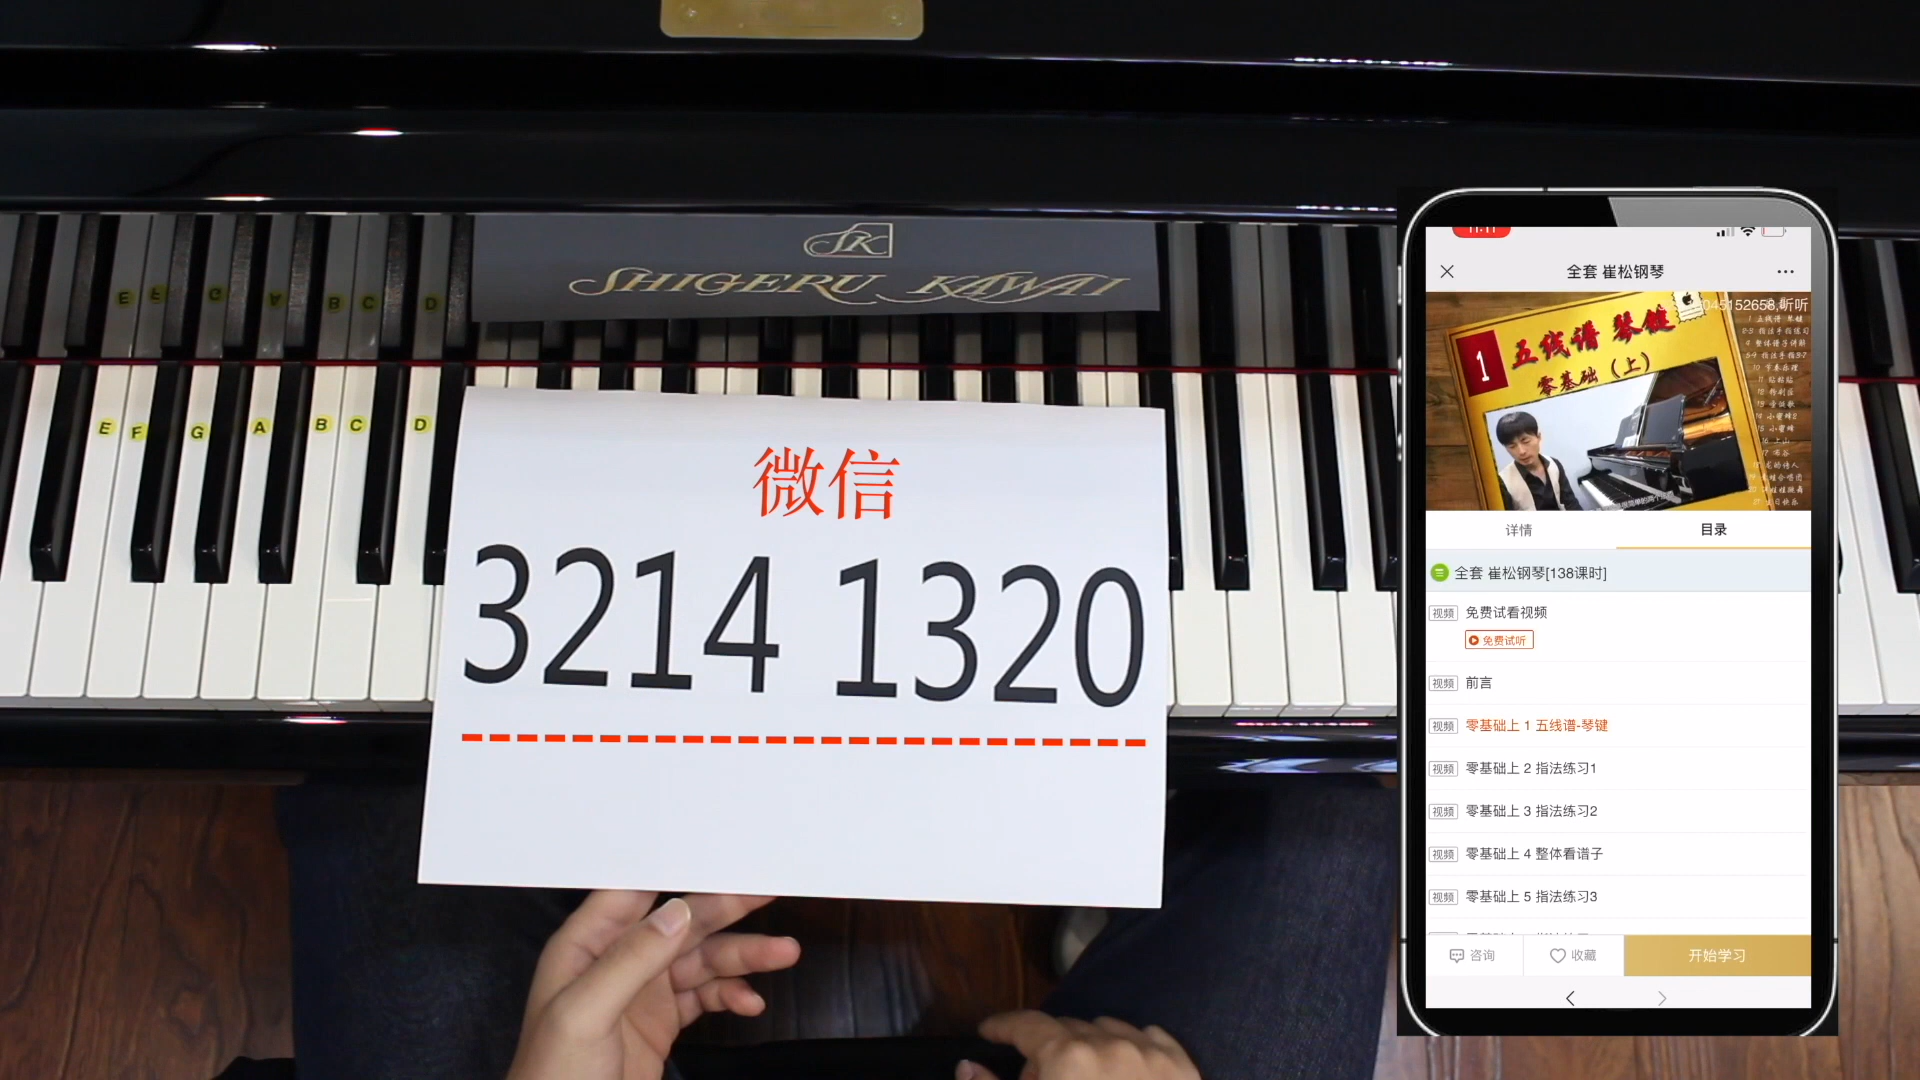 SK
SHIGERU KAWAI
E F G A B C D
E F G A B C D
微信
3214 1320
11:11
全套 崔松钢琴
045152658,听听
1 五线谱 琴键
零基础(上)
详情
目录
全套 崔松钢琴[138课时]
视频 免费试看视频
免费试听
视频 前言
视频 零基础上 1 五线谱-琴键
视频 零基础上 2 指法练习1
视频 零基础上 3 指法练习2
视频 零基础上 4 整体看谱子
视频 零基础上 5 指法练习3
咨询
收藏
开始学习